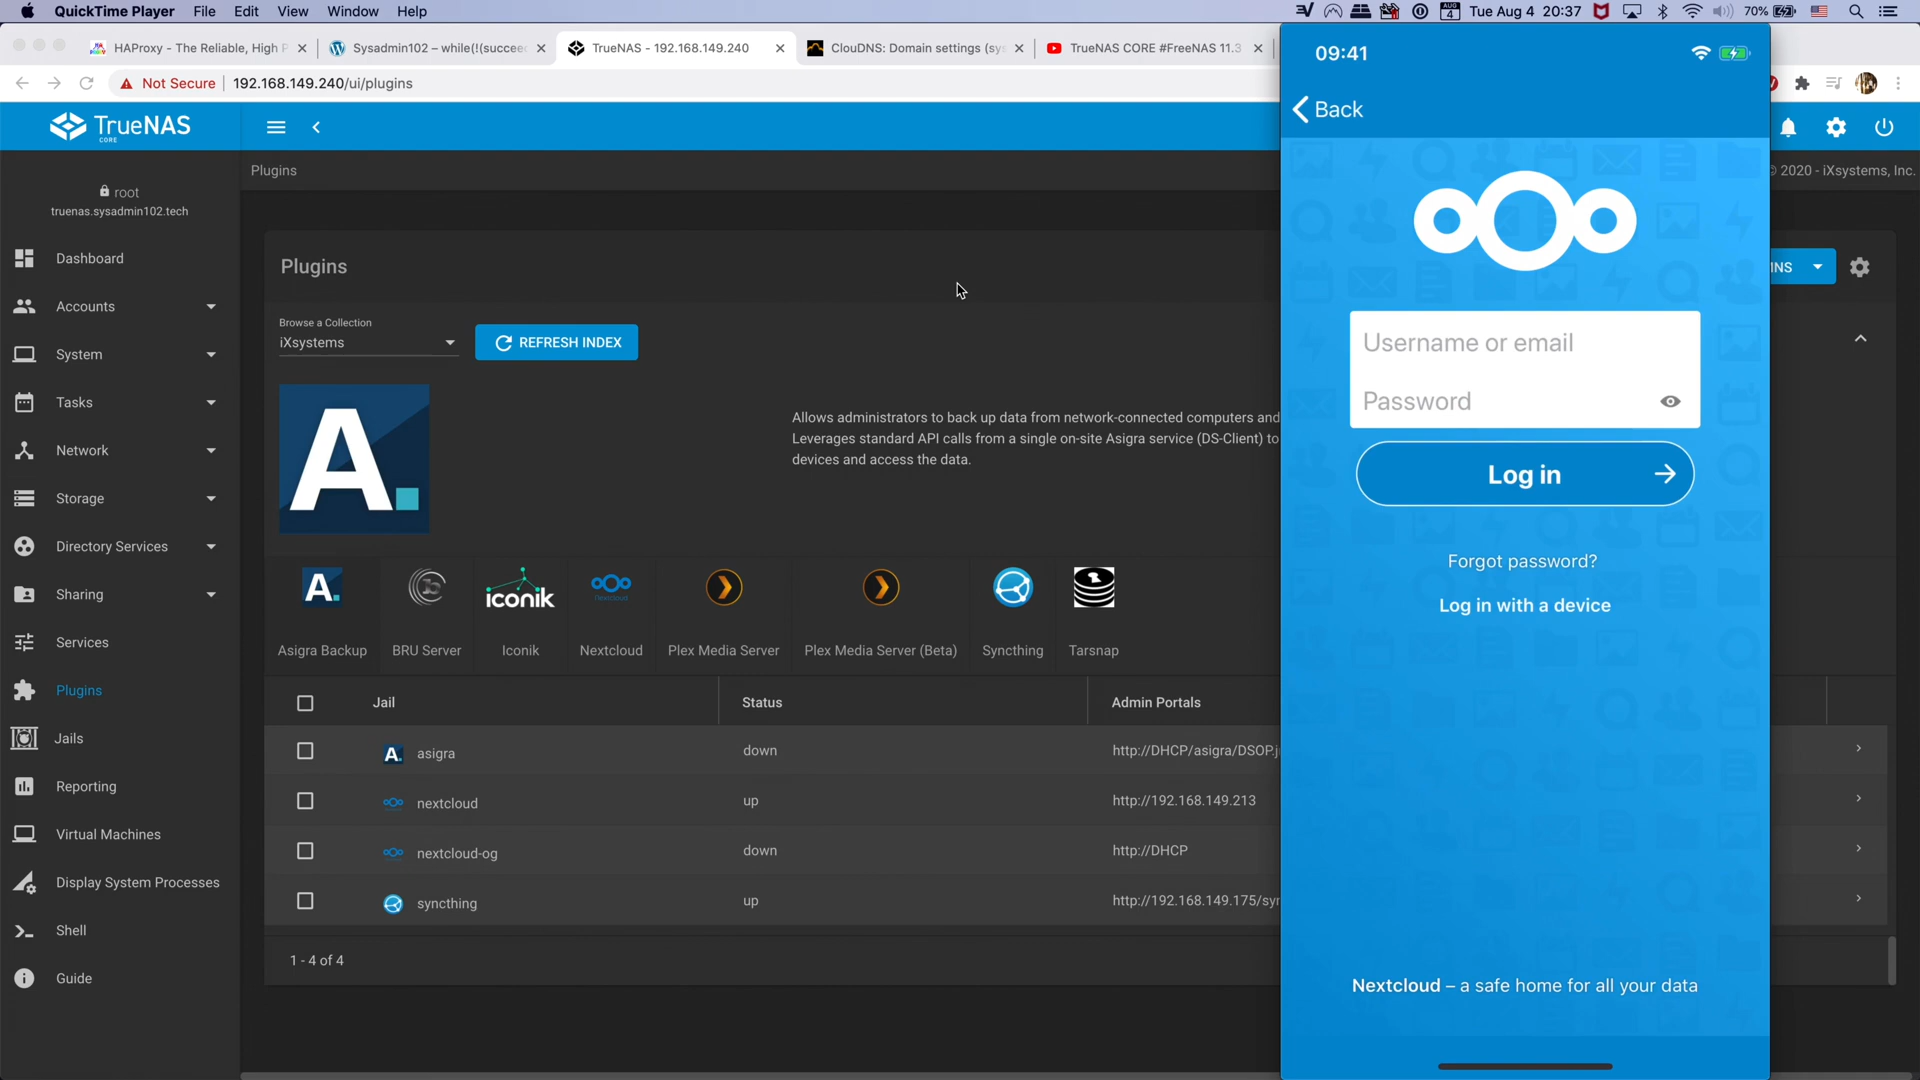 QuickTime Player File Edit View Window Help
Tue Aug 4 20:37
70%
HAProxy - The Reliable, High P
Sysadmin102 – while(!(succee
TrueNAS - 192.168.149.240
ClouDNS: Domain settings (sys
TrueNAS CORE #FreeNAS 11.3
Not Secure
192.168.149.240/ui/plugins
TrueNAS
CORE
Plugins
© 2020 - iXsystems, Inc.
root
truenas.sysadmin102.tech
Dashboard
Accounts
System
Tasks
Network
Storage
Directory Services
Sharing
Services
Plugins
Jails
Reporting
Virtual Machines
Display System Processes
Shell
Guide
Plugins
INS
Browse a Collection
iXsystems
REFRESH INDEX
A.
Allows administrators to back up data from network-connected computers and
Leverages standard API calls from a single on-site Asigra service (DS-Client) to
devices and access the data.
A.
iconik
Nextcloud
Asigra Backup
BRU Server
Iconik
Nextcloud
Plex Media Server
Plex Media Server (Beta)
Syncthing
Tarsnap
Jail Status Admin Portals
asigra down http://DHCP/asigra/DSOP.j
nextcloud up http://192.168.149.213
nextcloud-og down http://DHCP
syncthing up http://192.168.149.175/syn
1 - 4 of 4
09:41
Back
Username or email
Password
Log in
Forgot password?
Log in with a device
Nextcloud – a safe home for all your data